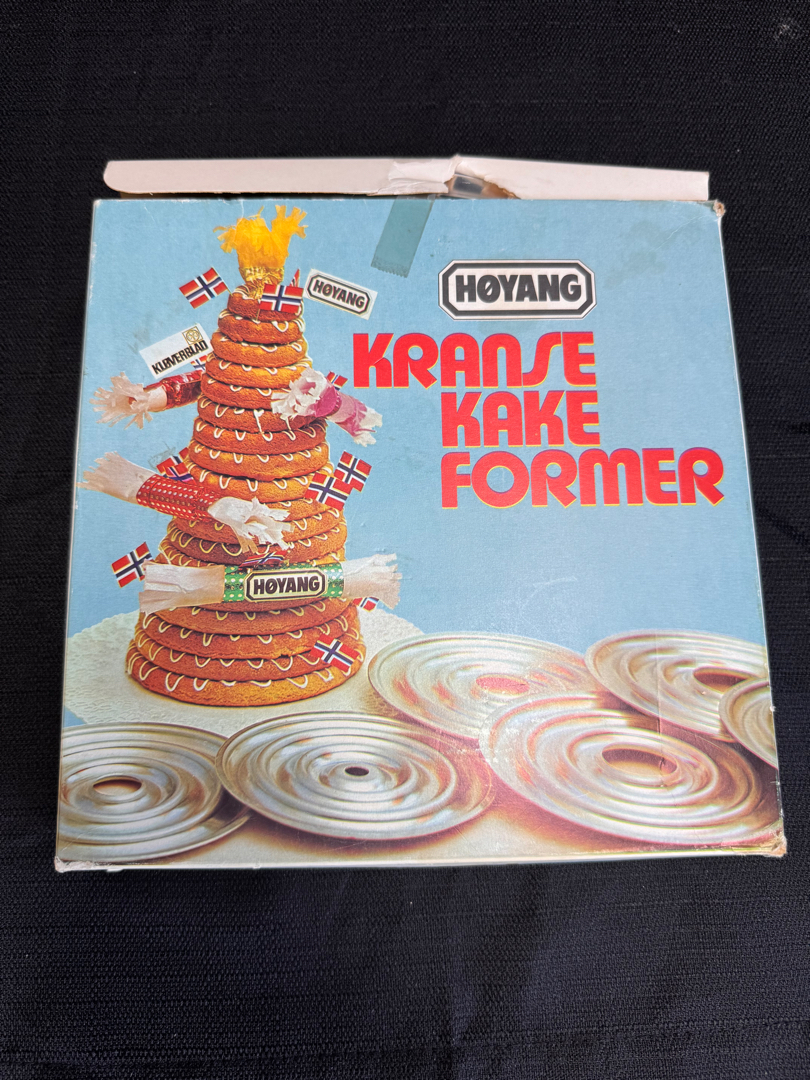 HØYANG
HØYANG
KLØVERBLAD
KRANSE
KAKE
FORMER
HØYANG